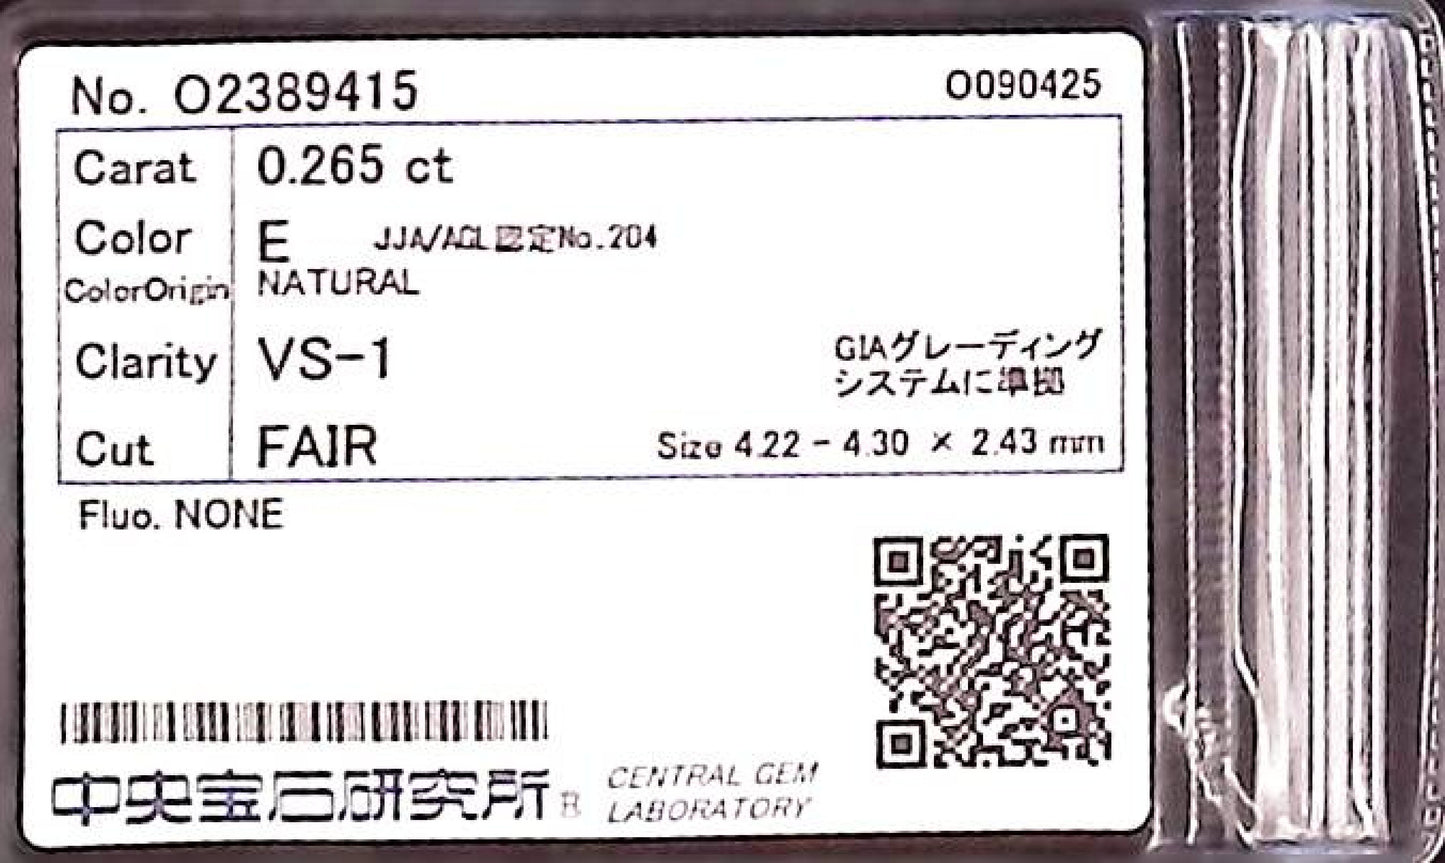 No. O2389415
O090425
Carat 0.265 ct
Color E JJA/AGL認定No.204
ColorOrigin NATURAL
Clarity VS-1
GIAグレーディング
システムに準拠
Cut FAIR Size 4.22 - 4.30 × 2.43 mm
Fluo. NONE
中央宝石研究所 B
CENTRAL GEM
LABORATORY